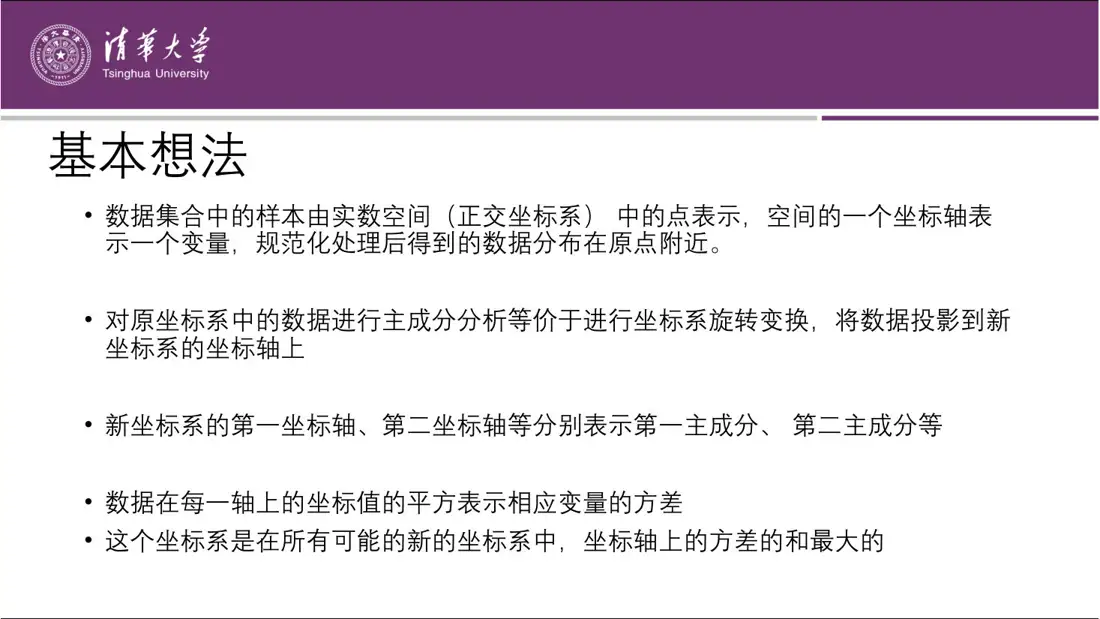 清华大学
Tsinghua University
基本想法
• 数据集合中的样本由实数空间（正交坐标系） 中的点表示，空间的一个坐标轴表
示一个变量，规范化处理后得到的数据分布在原点附近。
• 对原坐标系中的数据进行主成分分析等价于进行坐标系旋转变换，将数据投影到新
坐标系的坐标轴上
• 新坐标系的第一坐标轴、第二坐标轴等分别表示第一主成分、 第二主成分等
• 数据在每一轴上的坐标值的平方表示相应变量的方差
• 这个坐标系是在所有可能的新的坐标系中，坐标轴上的方差的和最大的